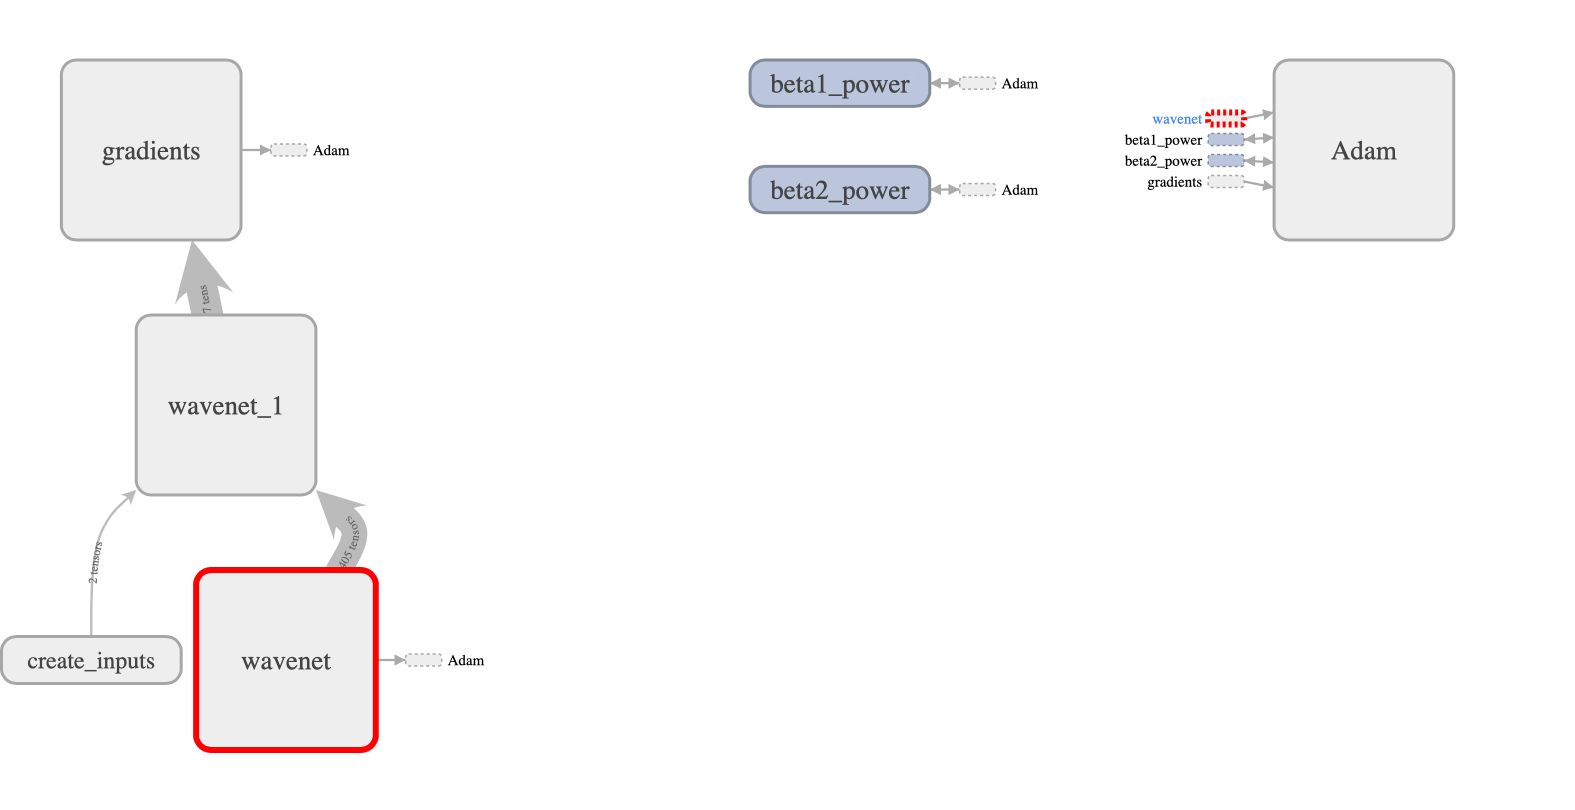 gradients
Adam
7 tens
wavenet_1
2 tensors
405 tensors
create_inputs
wavenet
Adam
beta1_power
Adam
beta2_power
Adam
wavenet
beta1_power
beta2_power
gradients
Adam